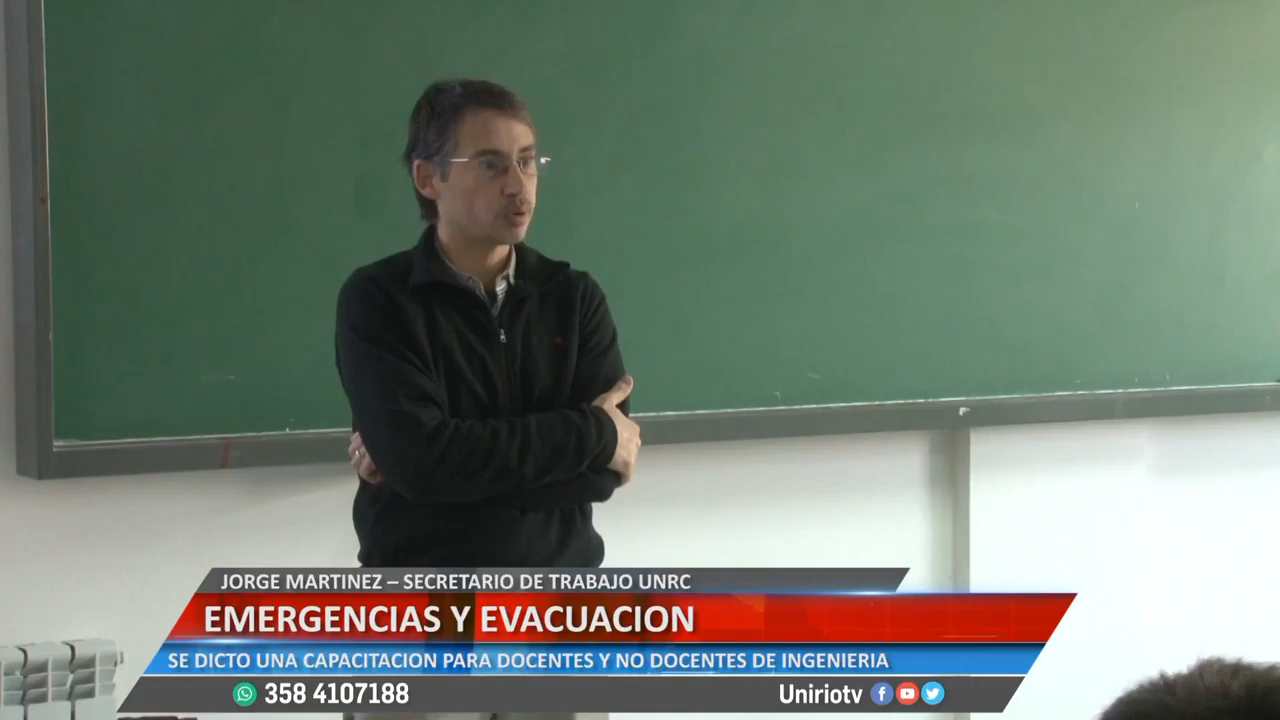 JORGE MARTINEZ – SECRETARIO DE TRABAJO UNRC
EMERGENCIAS Y EVACUACION
SE DICTO UNA CAPACITACION PARA DOCENTES Y NO DOCENTES DE INGENIERIA
358 4107188
Uniriotv